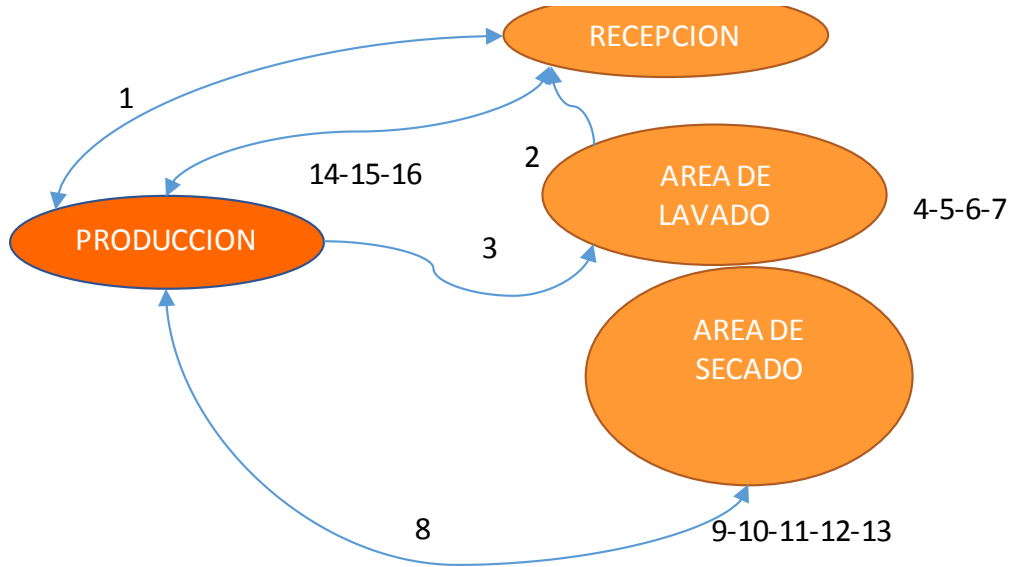 RECEPCION
1
2
14-15-16
AREA DE
LAVADO
4-5-6-7
PRODUCCION
3
AREA DE
SECADO
8
9-10-11-12-13